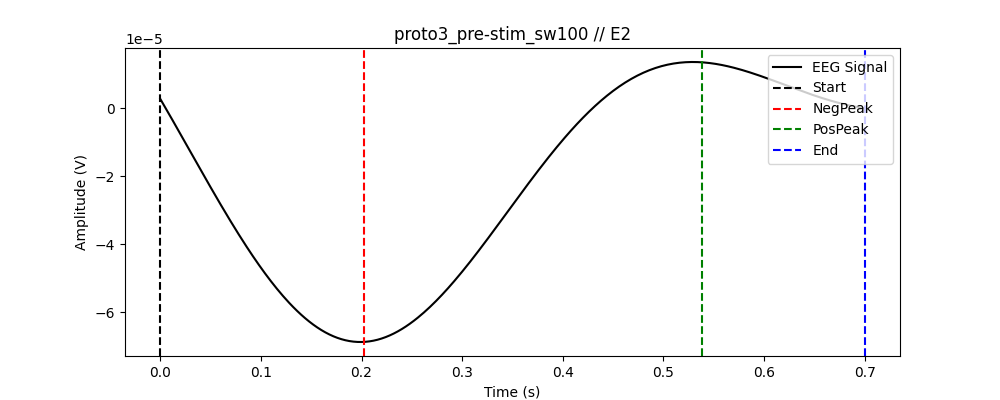 proto3_pre-stim_sw100 // E2
1e−5
EEG Signal
Start
NegPeak
PosPeak
End
0
−2
−4
−6
Amplitude (V)
0.0 0.1 0.2 0.3 0.4 0.5 0.6 0.7
Time (s)